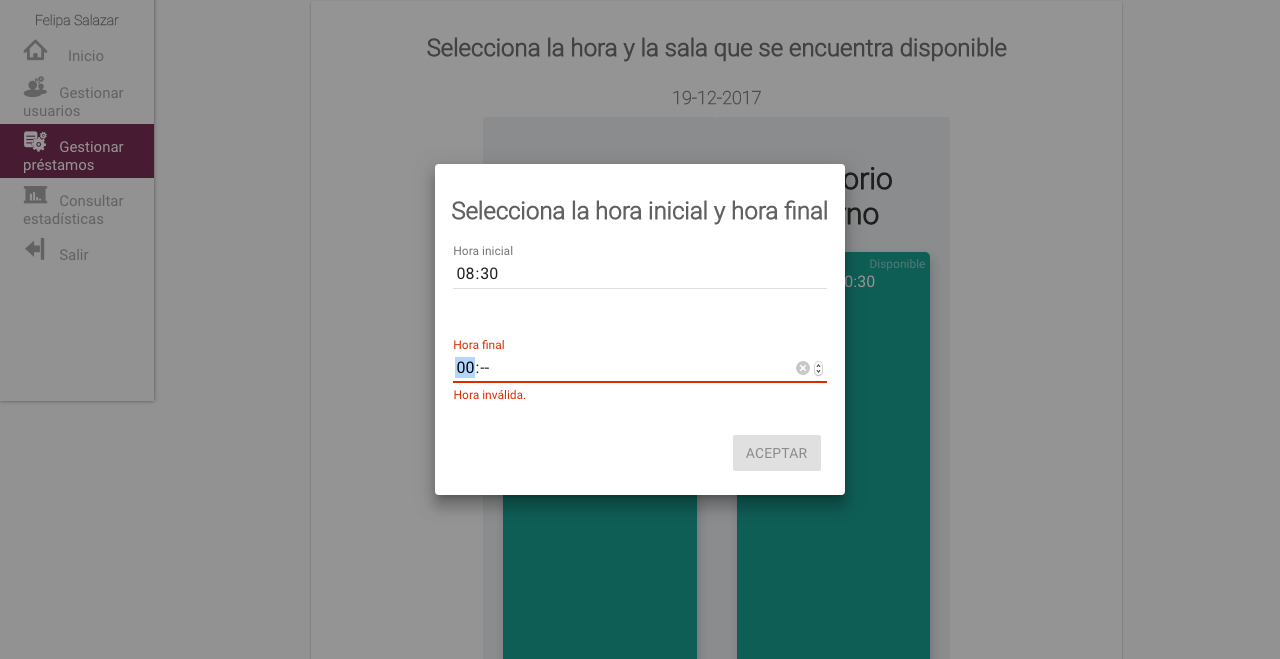 Felipa Salazar
Inicio
Gestionar
usuarios
Gestionar
préstamos
Consultar
estadísticas
Salir
Selecciona la hora y la sala que se encuentra disponible
19-12-2017
Disponible
0:30
Selecciona la hora inicial y hora final
Hora inicial
08:30
Hora final
00:--
Hora inválida.
ACEPTAR